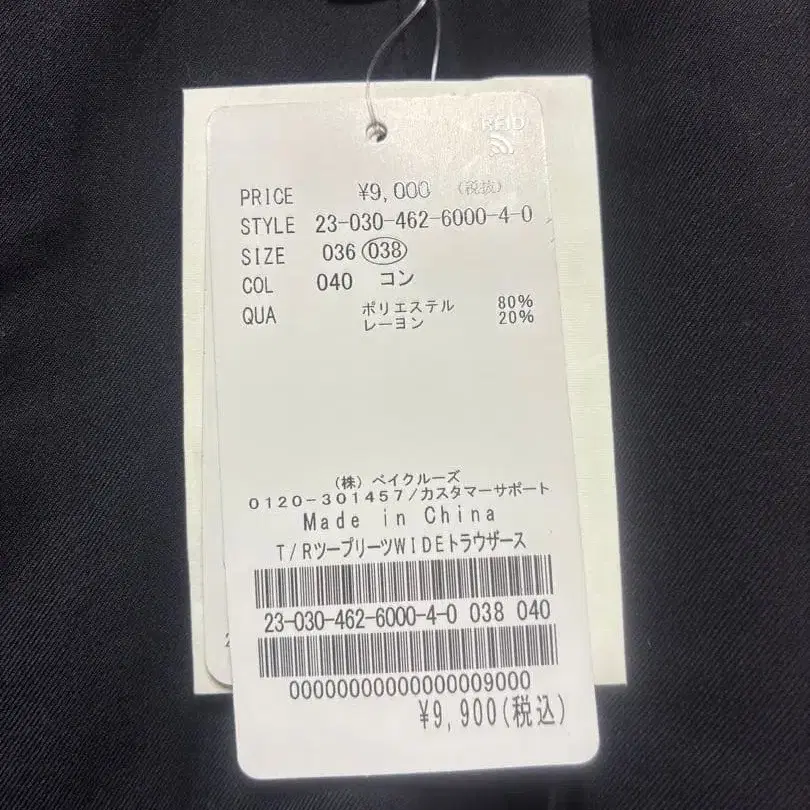 RFID
PRICE ¥9,000 (税抜)
STYLE 23-030-462-6000-4-0
SIZE 036 038
COL 040 コン
QUA ポリエステル 80%
レーヨン 20%
(株) ベイクルーズ
0120-301457/カスタマーサポート
Made in China
T/RツープリーツWIDEトラウザース
23-030-462-6000-4-0 038 040
00000000000000009000
¥9,900(税込)